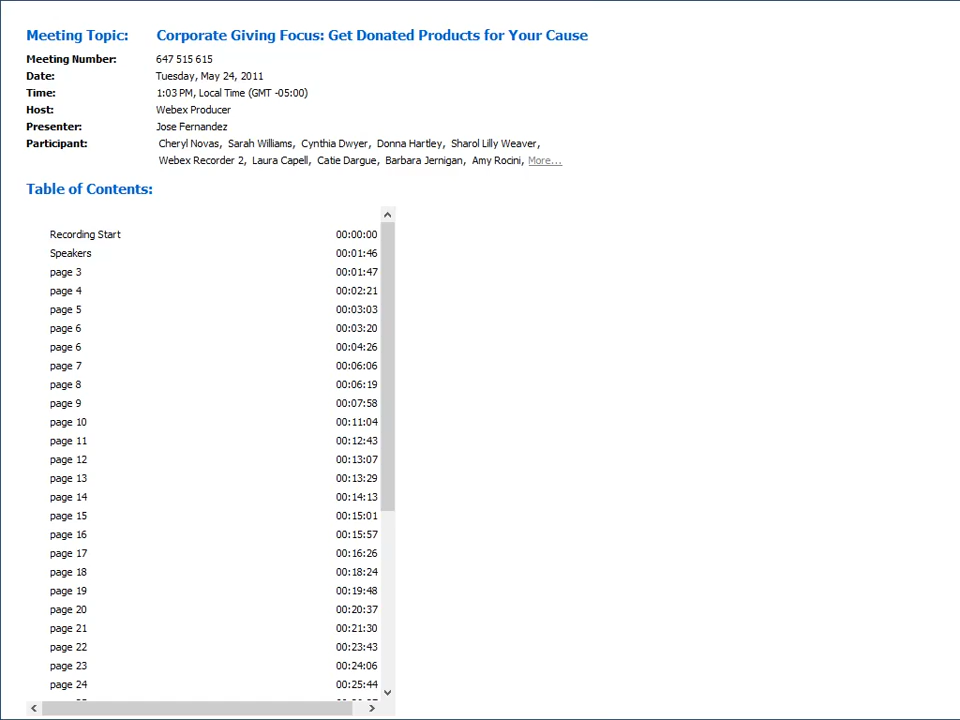 Meeting Topic: Corporate Giving Focus: Get Donated Products for Your Cause
Meeting Number: 647 515 615
Date: Tuesday, May 24, 2011
Time: 1:03 PM, Local Time (GMT -05:00)
Host: Webex Producer
Presenter: Jose Fernandez
Participant: Cheryl Novas, Sarah Williams, Cynthia Dwyer, Donna Hartley, Sharol Lilly Weaver,
Webex Recorder 2, Laura Capell, Catie Dargue, Barbara Jernigan, Amy Rocini, More...
Table of Contents:
Recording Start 00:00:00
Speakers 00:01:46
page 3 00:01:47
page 4 00:02:21
page 5 00:03:03
page 6 00:03:20
page 6 00:04:26
page 7 00:06:06
page 8 00:06:19
page 9 00:07:58
page 10 00:11:04
page 11 00:12:43
page 12 00:13:07
page 13 00:13:29
page 14 00:14:13
page 15 00:15:01
page 16 00:15:57
page 17 00:16:26
page 18 00:18:24
page 19 00:19:48
page 20 00:20:37
page 21 00:21:30
page 22 00:23:43
page 23 00:24:06
page 24 00:25:44